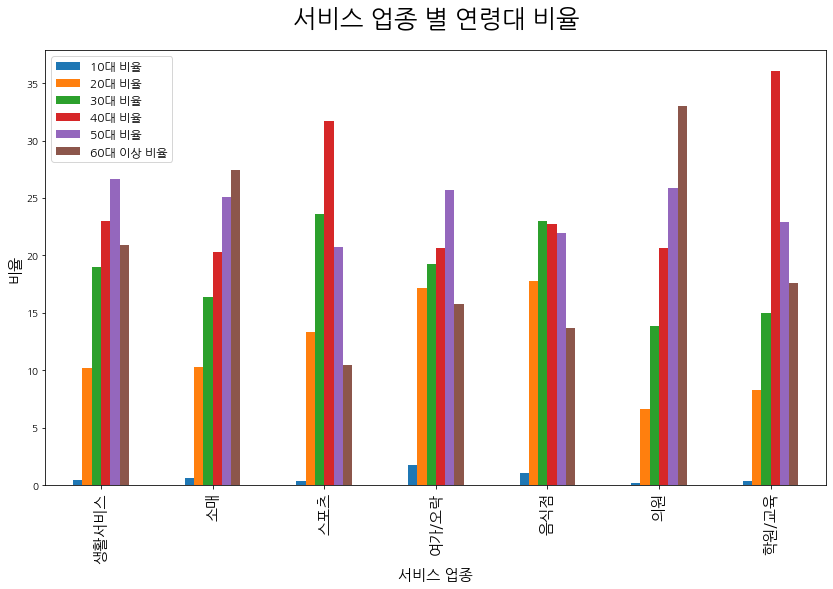 서비스 업종 별 연령대 비율
10대 비율
20대 비율
30대 비율
40대 비율
50대 비율
60대 이상 비율
비율
35
30
25
20
15
10
5
0
생활서비스
소매
스포츠
여가/오락
음식점
의원
학원/교육
서비스 업종